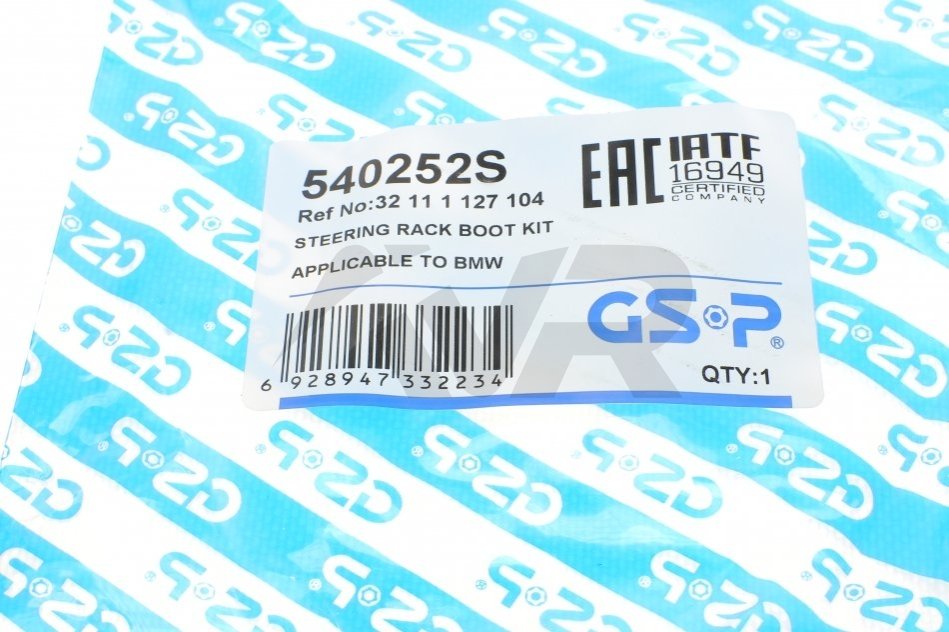 540252S
Ref No:32 11 1 127 104
STEERING RACK BOOT KIT
APPLICABLE TO BMW
EAC
IATF
16949
CERTIFIED
COMPANY
GSP®
6 928947 332234
QTY:1